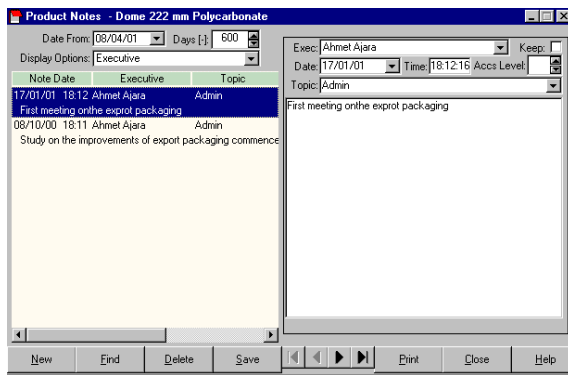 Product Notes - Dome 222 mm Polycarbonate
Date From: 08/04/01 Days [-]: 600
Display Options: Executive
Note Date Executive Topic
17/01/01 18:12 Ahmet Ajara Admin
First meeting onthe exprot packaging
08/10/00 18:11 Ahmet Ajara Admin
Study on the improvements of export packaging commence
Exec: Ahmet Ajara Keep:
Date: 17/01/01 Time: 18:12:16 Accs Level:
Topic: Admin
First meeting onthe exprot packaging
New Find Delete Save Print Close Help